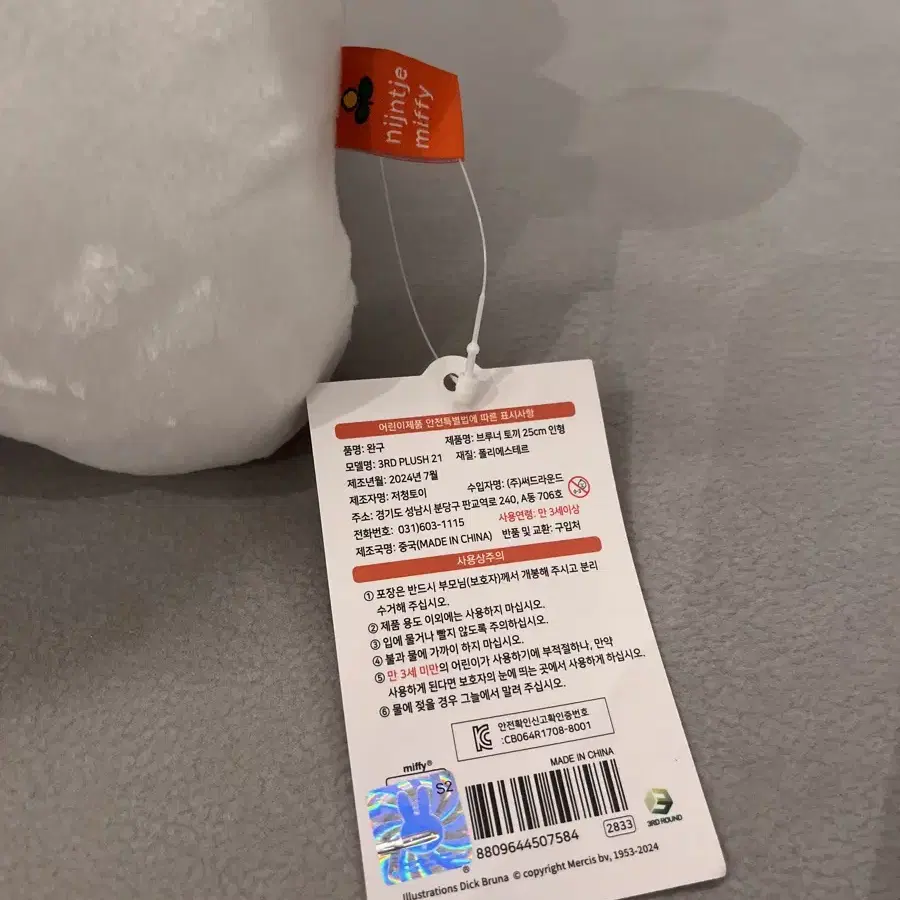 nijntje
miffy
어린이제품 안전특별법에 따른 표시사항
품명: 완구 제품명: 브루너 토끼 25cm 인형
모델명: 3RD PLUSH 21 재질: 폴리에스테르
제조년월: 2024년 7월
제조자명: 저청토이 수입자명: (주)써드라운드
주소: 경기도 성남시 분당구 판교역로 240, A동 706호
전화번호: 031)603-1115 사용연령: 만 3세이상
제조국명: 중국(MADE IN CHINA) 반품 및 교환: 구입처
사용상주의
① 포장은 반드시 부모님(보호자)께서 개봉해 주시고 분리
수거해 주십시오.
② 제품 용도 이외에는 사용하지 마십시오.
③ 입에 물거나 빨지 않도록 주의하십시오.
④ 불과 물에 가까이 하지 마십시오.
⑤ 만 3세 미만의 어린이가 사용하기에 부적절하나, 만약
사용하게 된다면 보호자의 눈에 띄는 곳에서 사용하게 하십시오.
⑥ 물에 젖을 경우 그늘에서 말려 주십시오.
안전확인신고확인증번호
:CB064R1708-8001
MADE IN CHINA
miffy®
S2
8809644507584
2833
3RD ROUND
Illustrations Dick Bruna © copyright Mercis bv, 1953-2024